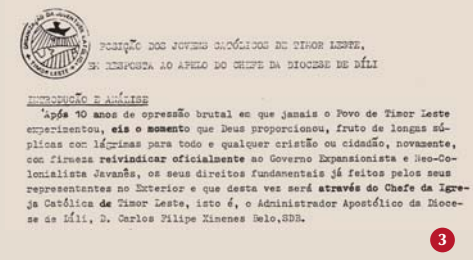 POSIÇÃO DOS JOVENS CATÓLICOS DE TIMOR LESTE,
EM RESPOSTA AO APELO DO CHEFE DA DIOCESE DE DÍLI
INTRODUÇÃO E ANÁLISE
Após 10 anos de opressão brutal em que jamais o Povo de Timor Leste
experimentou, eis o momento que Deus proporcionou, fruto de longas sú-
plicas com lágrimas para todo e qualquer cristão ou cidadão, novamente,
com firmeza reivindicar oficialmente ao Governo Expansionista e Neo-Co-
lonialista Javanês, os seus direitos fundamentais já feitos pelos seus
representantes no Exterior e que desta vez será através do Chefe da Igre-
ja Católica de Timor Leste, isto é, o Administrador Apostólico da Dioce-
se de Díli, D. Carlos Filipe Ximenes Belo,SDB.
TIMOR LESTE
3